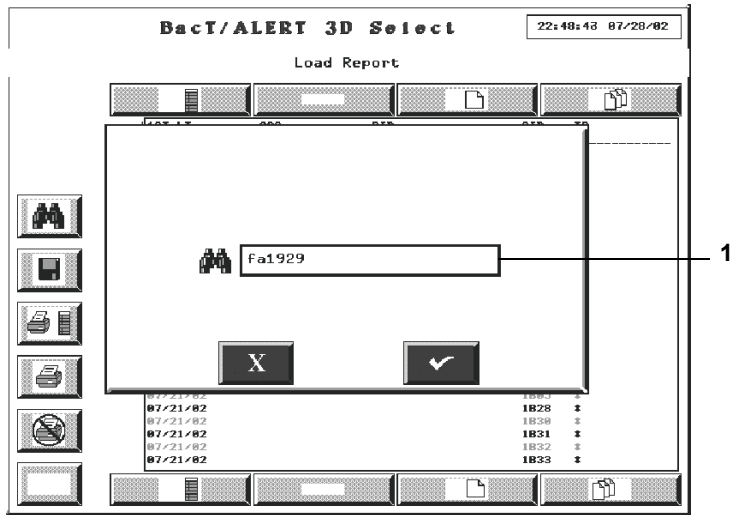 BacT/ALERT 3D Select
22:48:43 07/28/02
Load Report
1
fa1929
X
07/21/02 1B28 ‡
07/21/02 1B30 ‡
07/21/02 1B31 ‡
07/21/02 1B32 ‡
07/21/02 1B33 ‡